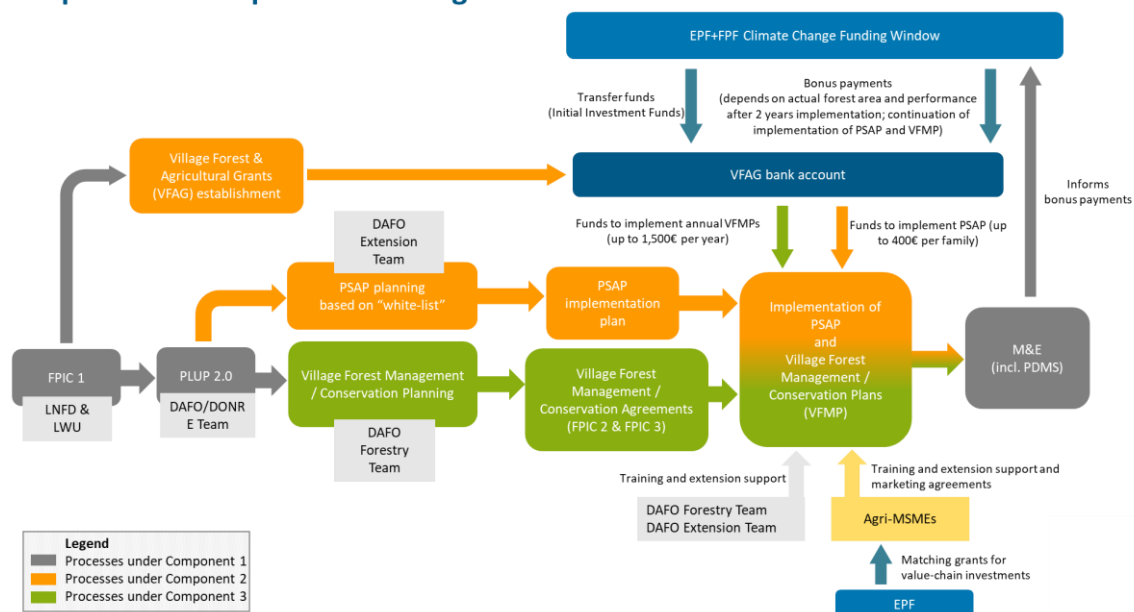 EPF+FPF Climate Change Funding Window
Transfer funds
(Initial Investment Funds)
Bonus payments
(depends on actual forest area and performance
after 2 years implementation; continuation of
implementation of PSAP and VFMP)
Village Forest &
Agricultural Grants
(VFAG) establishment
VFAG bank account
Informs
bonus payments
DAFO
Extension
Team
Funds to implement annual VFMPs
(up to 1,500€ per year)
Funds to implement PSAP (up
to 400€ per family)
PSAP planning
based on “white-list”
PSAP
implementation
plan
Implementation of
PSAP
and
Village Forest
Management /
Conservation Plans
(VFMP)
M&E
(incl. PDMS)
FPIC 1
LNFD &
LWU
PLUP 2.0
DAFO/DONR
E Team
Village Forest Management
/ Conservation Planning
DAFO
Forestry
Team
Village Forest
Management /
Conservation Agreements
(FPIC 2 & FPIC 3)
Training and extension support
Training and extension support and
marketing agreements
DAFO Forestry Team
DAFO Extension Team
Agri-MSMEs
Matching grants for
value-chain investments
EPF
Legend
Processes under Component 1
Processes under Component 2
Processes under Component 3